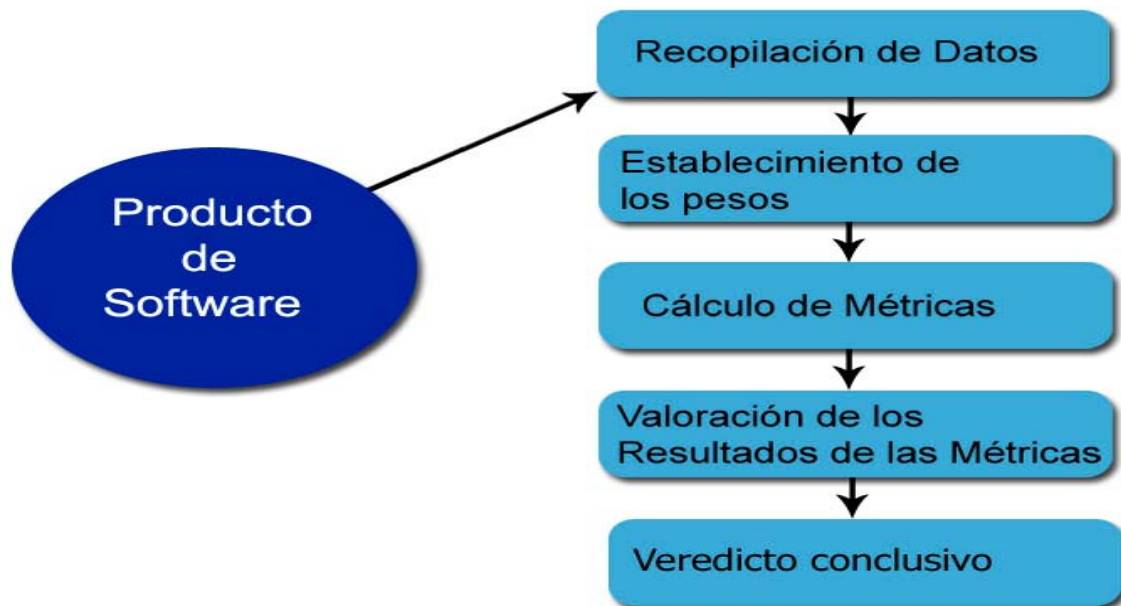 Producto
de
Software
Recopilación de Datos
Establecimiento de
los pesos
Cálculo de Métricas
Valoración de los
Resultados de las Métricas
Veredicto conclusivo